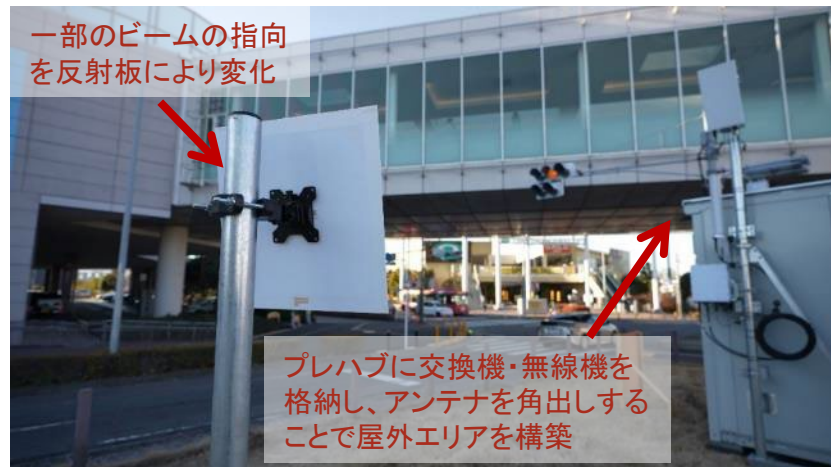 一部のビームの指向
を反射板により変化
プレハブに交換機・無線機を
格納し、アンテナを角出しする
ことで屋外エリアを構築